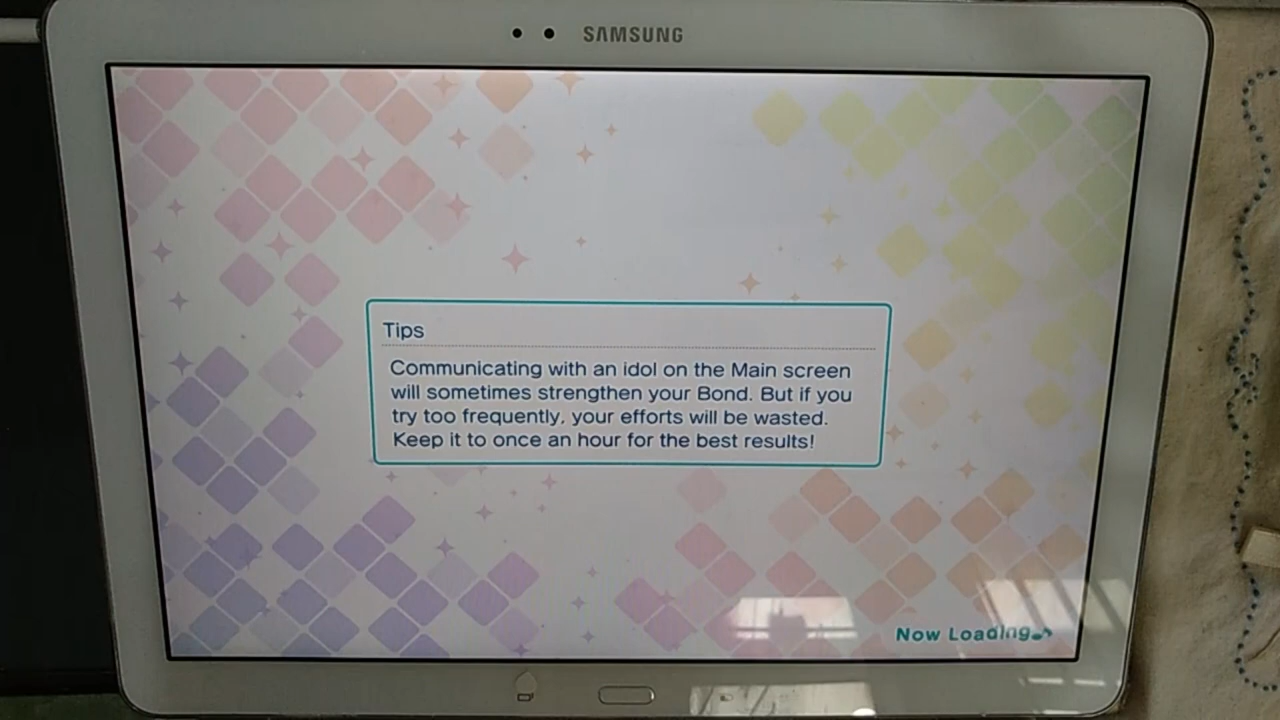 SAMSUNG
Tips
Communicating with an idol on the Main screen
will sometimes strengthen your Bond. But if you
try too frequently, your efforts will be wasted.
Keep it to once an hour for the best results!
Now Loading